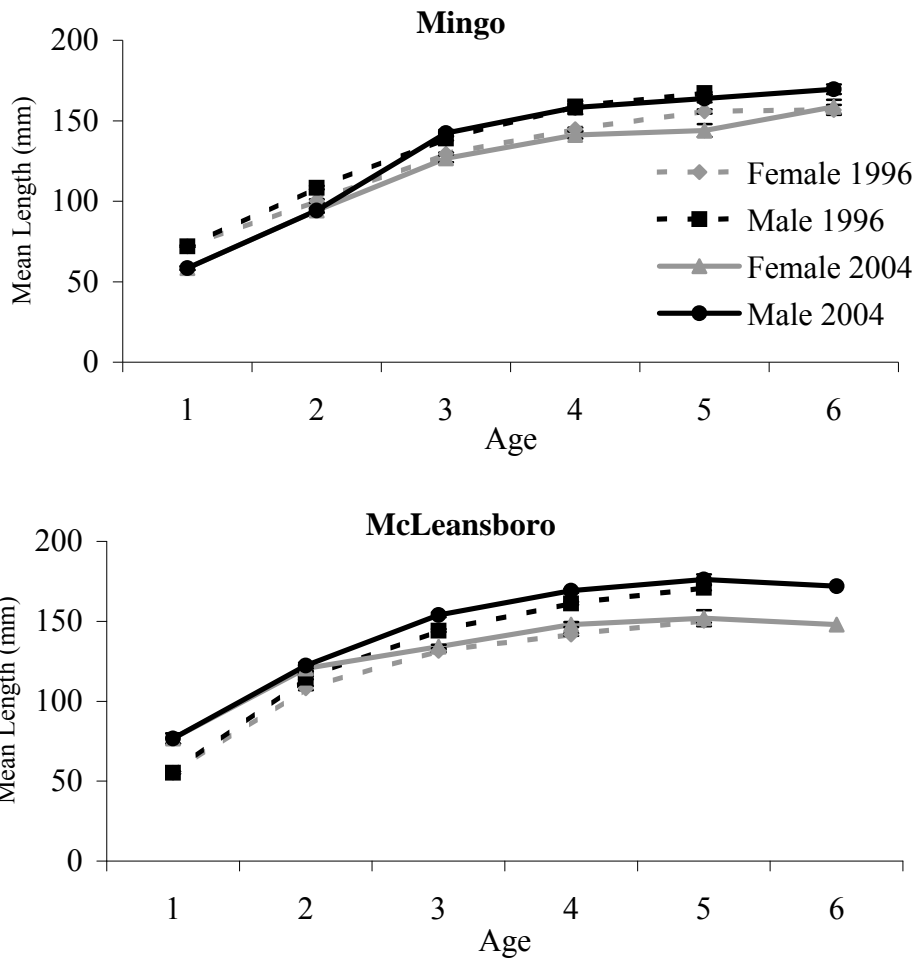 Mingo
200
150
100
50
0
Mean Length (mm)
Female 1996
Male 1996
Female 2004
Male 2004
1 2 3 4 5 6
Age
McLeansboro
200
150
100
50
0
Mean Length (mm)
1 2 3 4 5 6
Age